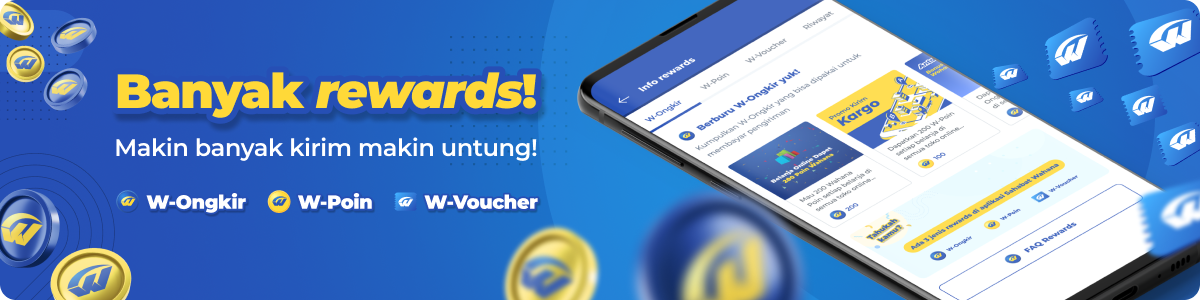 Banyak rewards!
Makin banyak kirim makin untung!
W-Ongkir
W-Poin
W-Voucher
Info rewards
W-Ongkir
W-Poin
W-Voucher
Riwayat
Berburu W-Ongkir yuk!
Kumpulkan W-Ongkir yang bisa dipakai untuk
membayar pengiriman
Belanja Online Dapat
200 Poin Wahana
Mau 200 Wahana
Poin setiap belanja di
semua toko online...
200
Promo Kirim
Kargo
Dapatkan 200 W-Poin
setiap belanja di
semua toko online...
100
Tahukah
kamu?
Ada 3 jenis rewards di aplikasi Sahabat Wahana
W-Ongkir
W-Poin
W-Voucher
FAQ Rewards